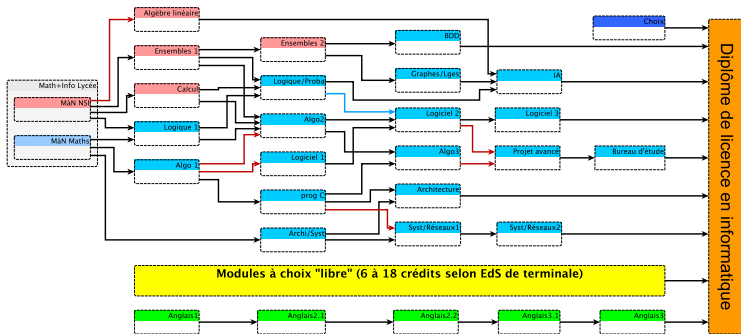 Algèbre linéaire
Choix
BDD
Ensembles 2
Ensembles 1
Math+Info Lycée
Graphes/Lges
IA
Logique/Proba
Calcul
MàN NSI
Logiciel 2
Logiciel 3
Algo2
Logique 1
MàN Maths
Algo3
Projet avancé
Bureau d'étude
Logiciel 1
Algo 1
Architecture
prog C
Syst/Réseaux1
Syst/Réseaux2
Archi/Syst
Diplôme de licence en informatique
Modules à choix "libre" (6 à 18 crédits selon EdS de terminale)
Anglais1
Anglais2.1
Anglais2.2
Anglais3.1
Anglais3